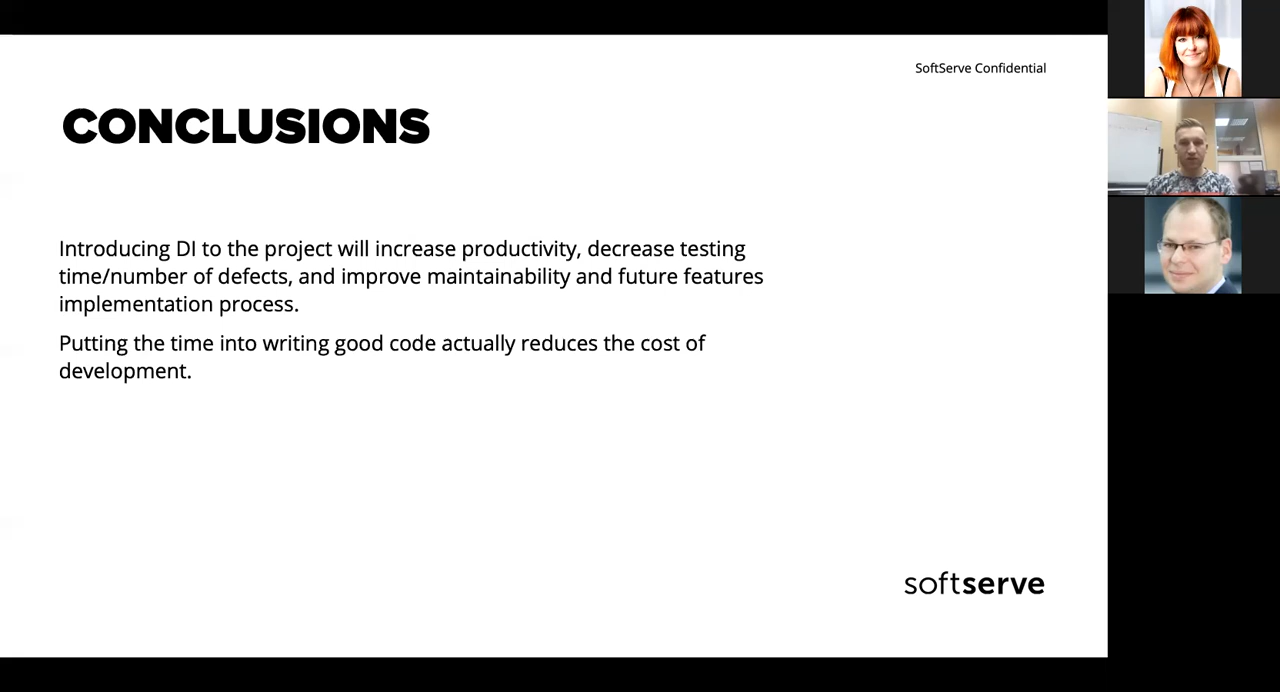 SoftServe Confidential
CONCLUSIONS
Introducing DI to the project will increase productivity, decrease testing
time/number of defects, and improve maintainability and future features
implementation process.
Putting the time into writing good code actually reduces the cost of
development.
softserve